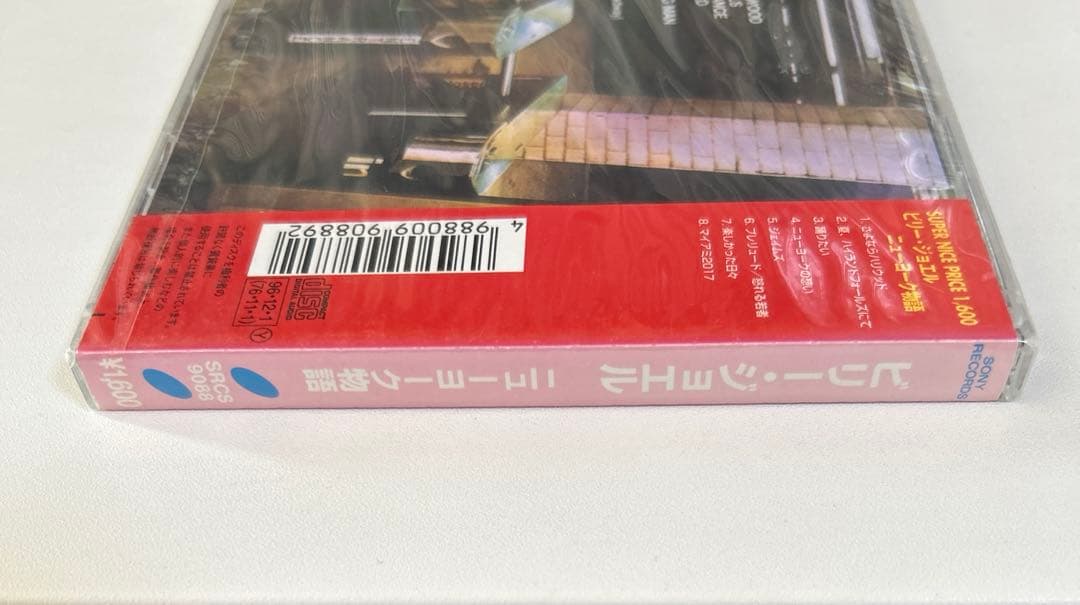 SUPER NICE PRICE 1,600
ビリー・ジョエル
ニューヨーク物語
1. さよならハリウッド
2. 夏、ハイランドフォールズにて
3. 踊りたい
4. ニューヨークの想い
5. ジェイムズ
6. プレリュード/怒れる若者
7. 楽しかった日々
8. マイアミ2017
4 988009 908892
COMPACT
disc
DIGITAL AUDIO
96・12・1
(76・11・1)
Y
SONY
RECORDS
ビリー・ジョエル
ニューヨーク物語
SRCS
9088
¥1,600
in